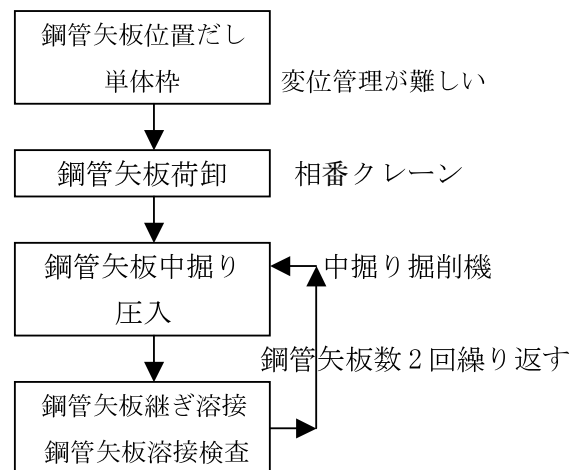 鋼管矢板位置だし
単体枠
変位管理が難しい
鋼管矢板荷卸
相番クレーン
鋼管矢板中掘り
圧入
中掘り掘削機
鋼管矢板数2回繰り返す
鋼管矢板継ぎ溶接
鋼管矢板溶接検査